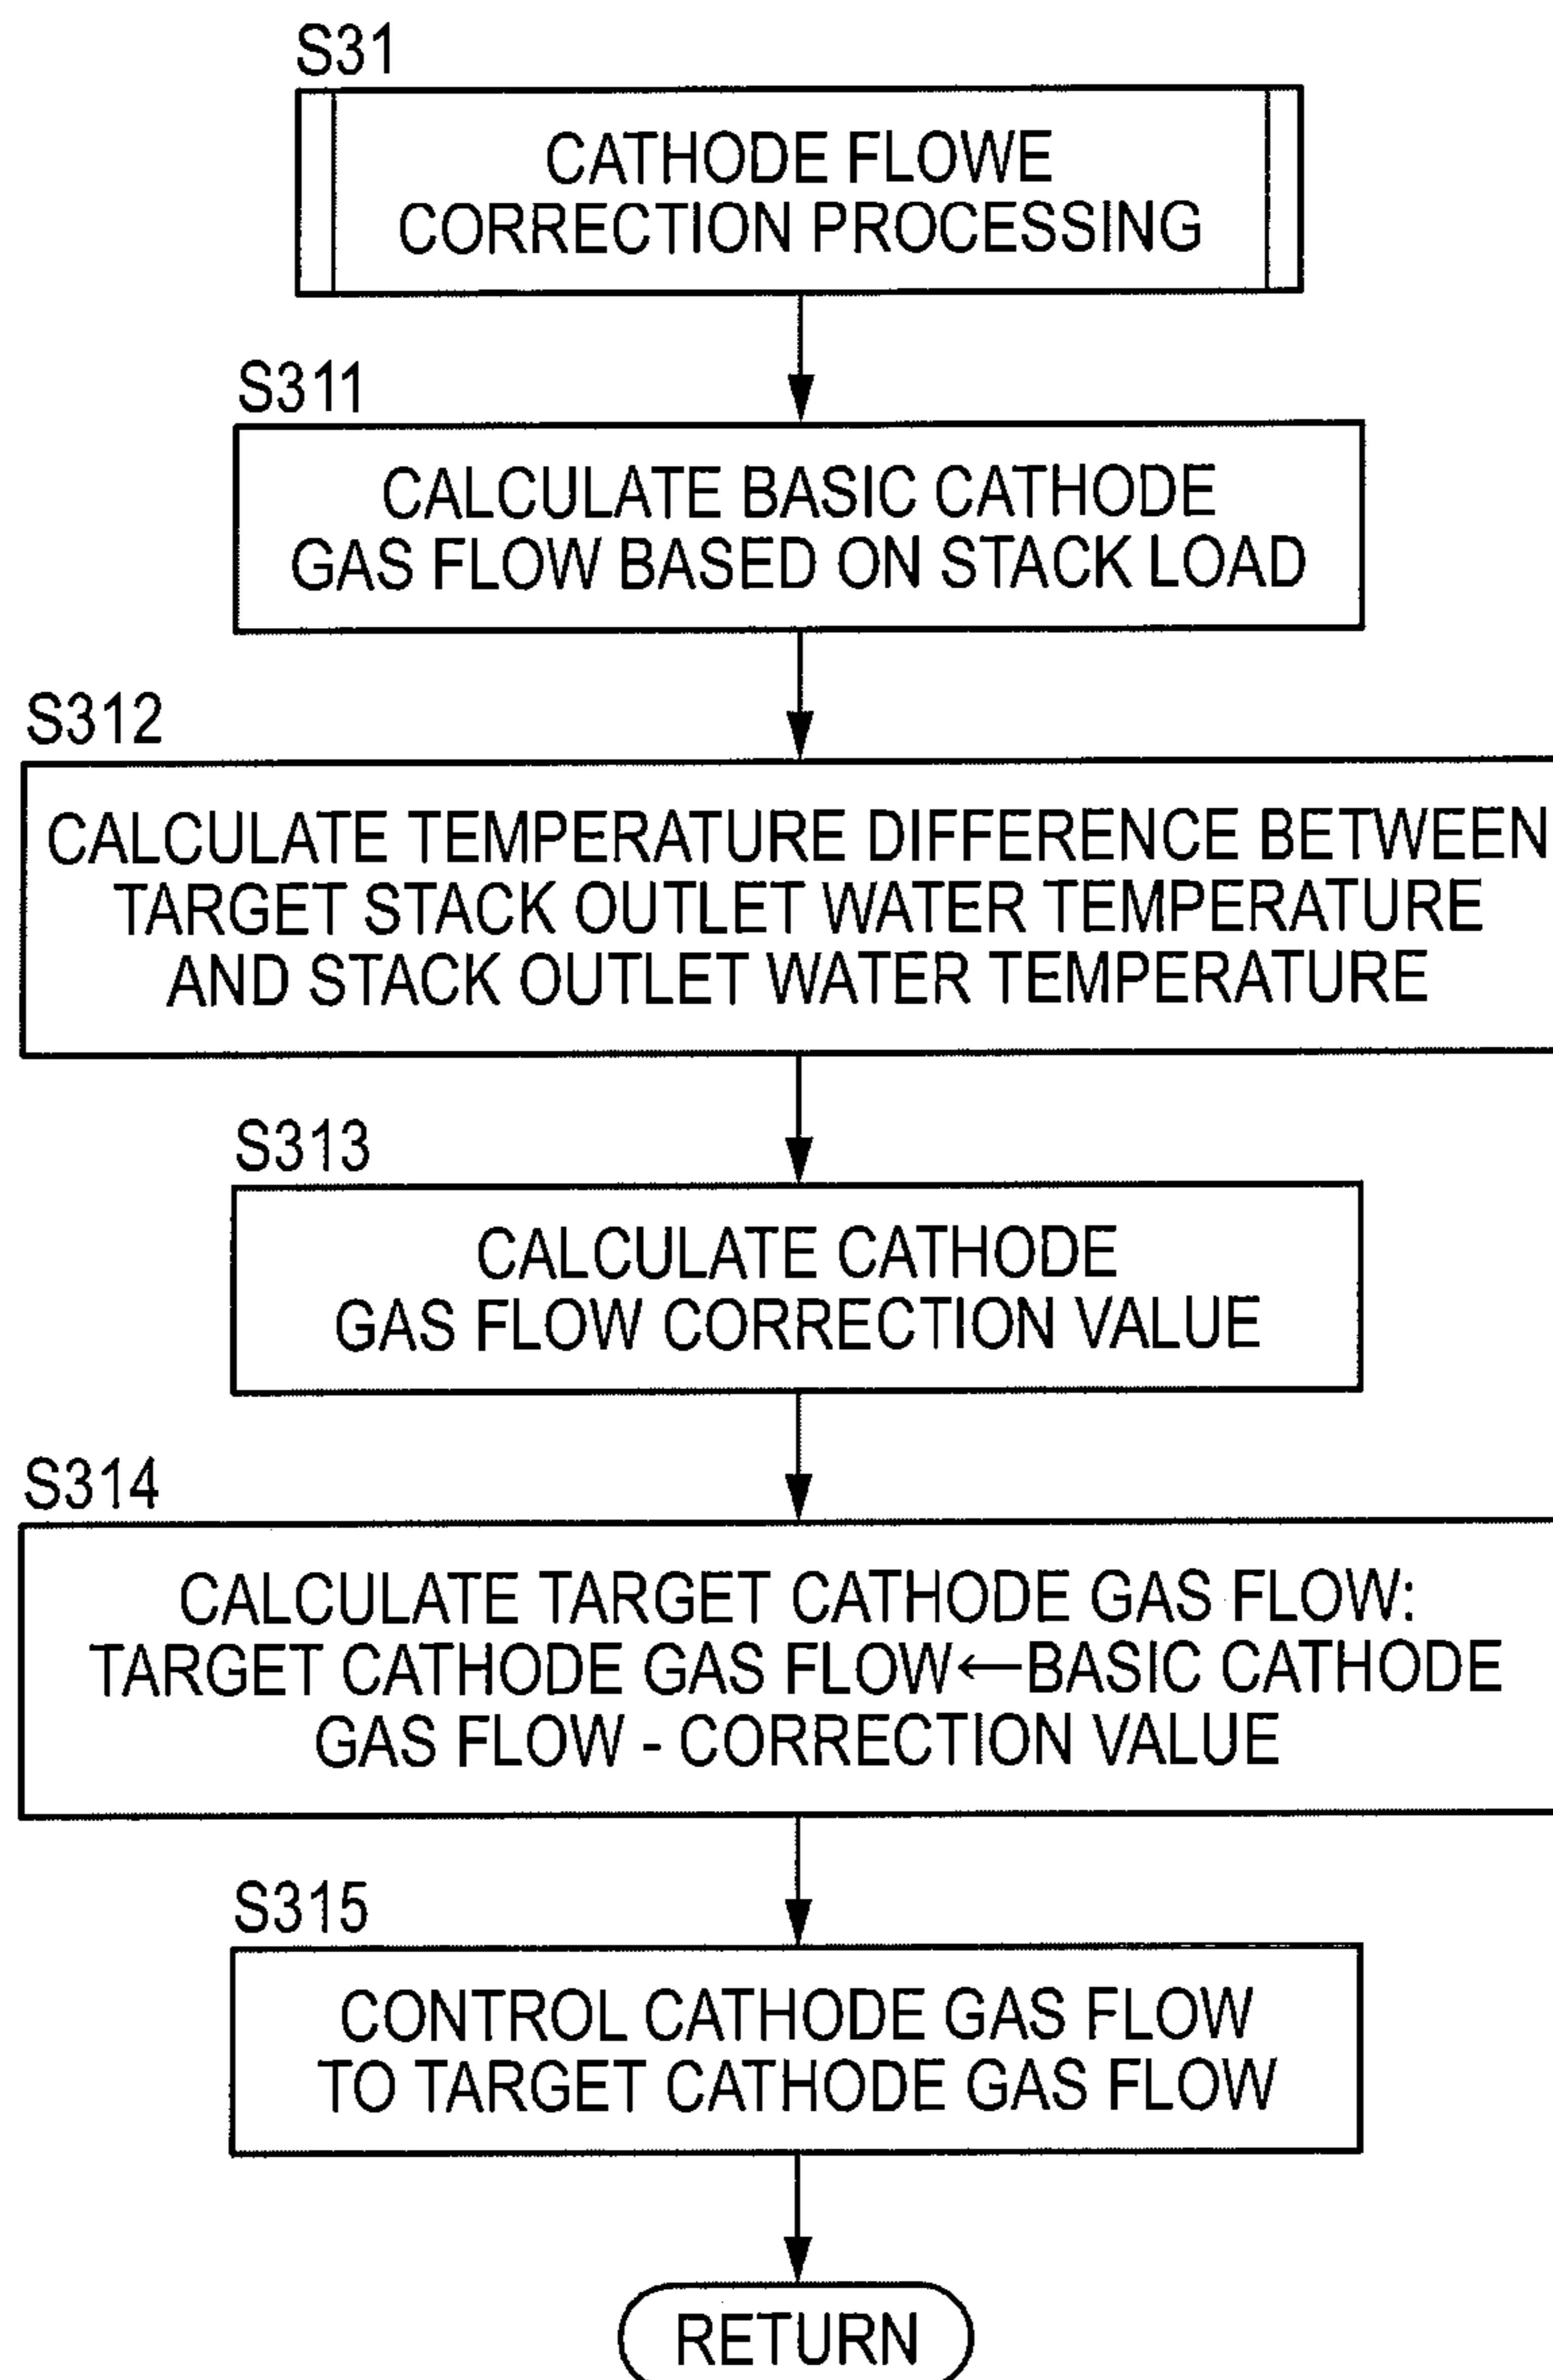 S31
CATHODE FLOWE
CORRECTION PROCESSING
S311
CALCULATE BASIC CATHODE
GAS FLOW BASED ON STACK LOAD
S312
CALCULATE TEMPERATURE DIFFERENCE BETWEEN
TARGET STACK OUTLET WATER TEMPERATURE
AND STACK OUTLET WATER TEMPERATURE
S313
CALCULATE CATHODE
GAS FLOW CORRECTION VALUE
S314
CALCULATE TARGET CATHODE GAS FLOW:
TARGET CATHODE GAS FLOW←BASIC CATHODE
GAS FLOW - CORRECTION VALUE
S315
CONTROL CATHODE GAS FLOW
TO TARGET CATHODE GAS FLOW
RETURN